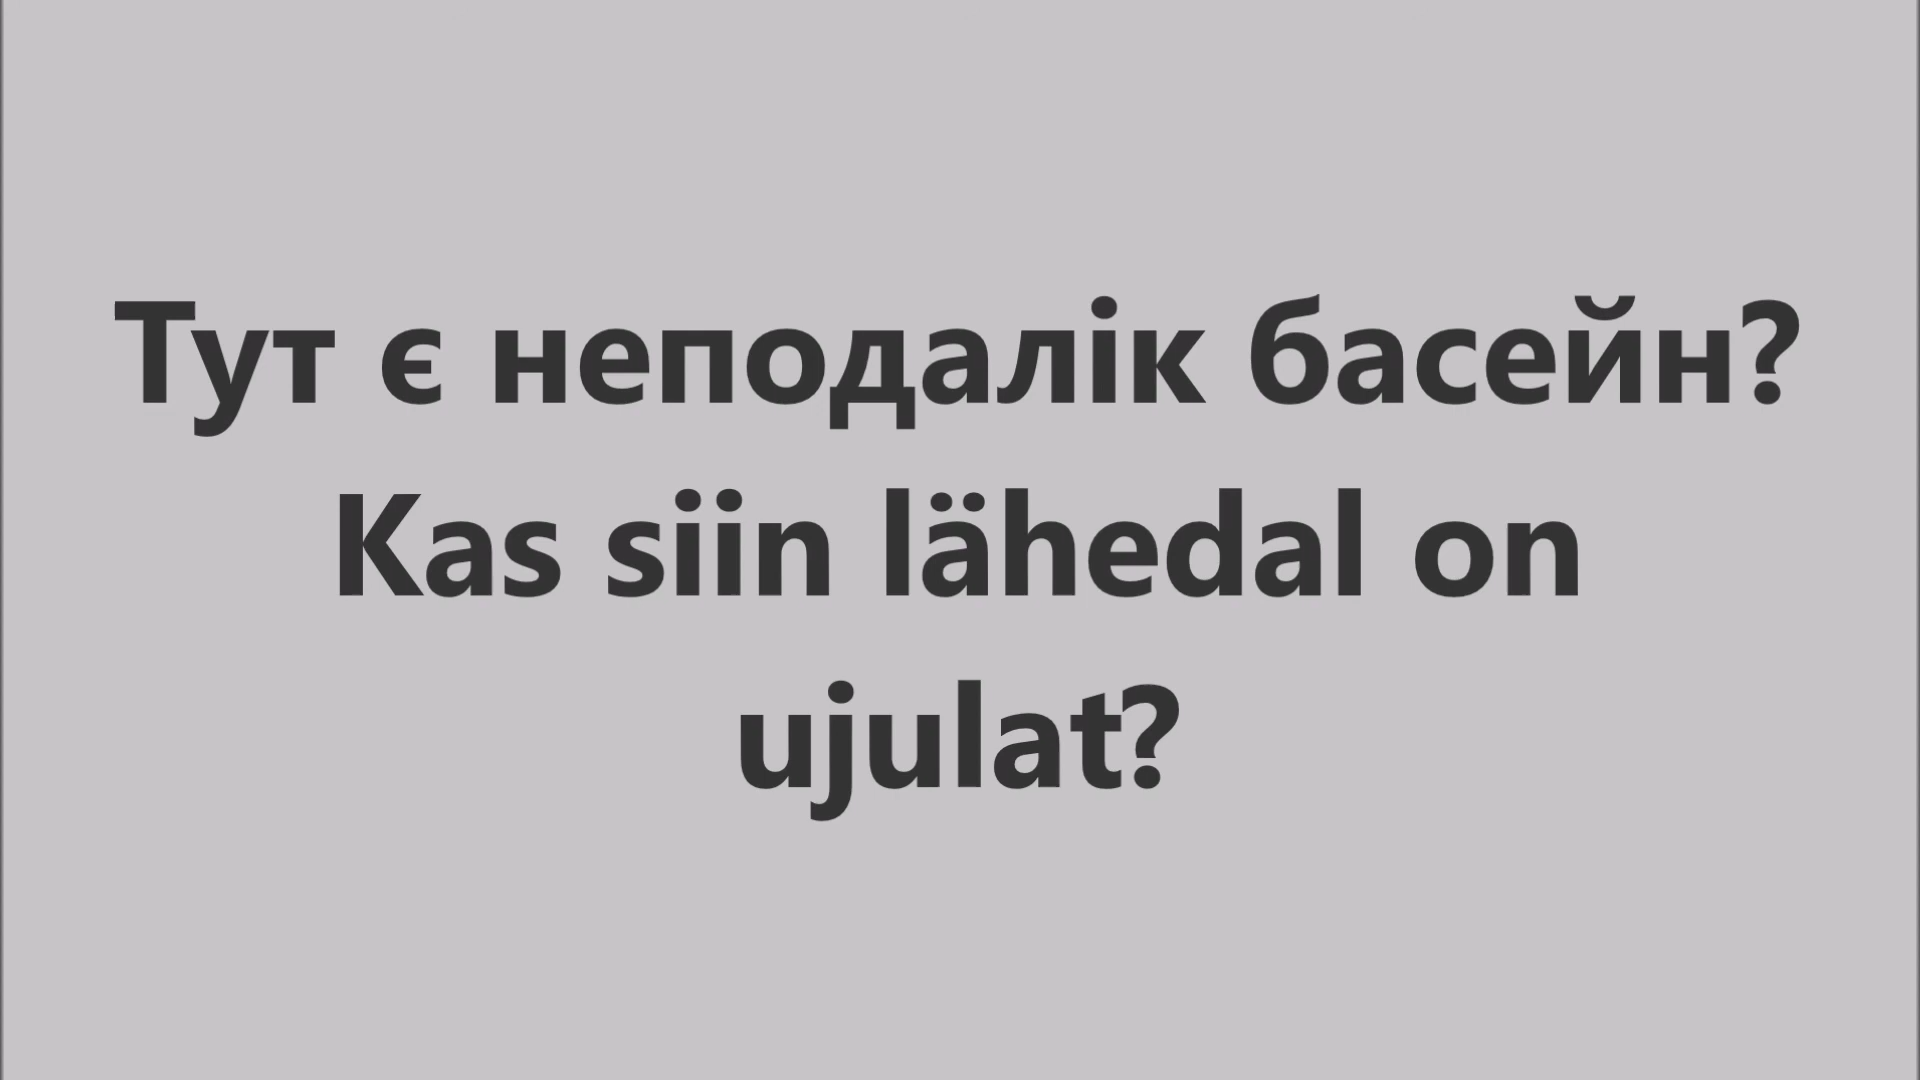 Тут є неподалік басейн?
Kas siin lähedal on
ujulat?